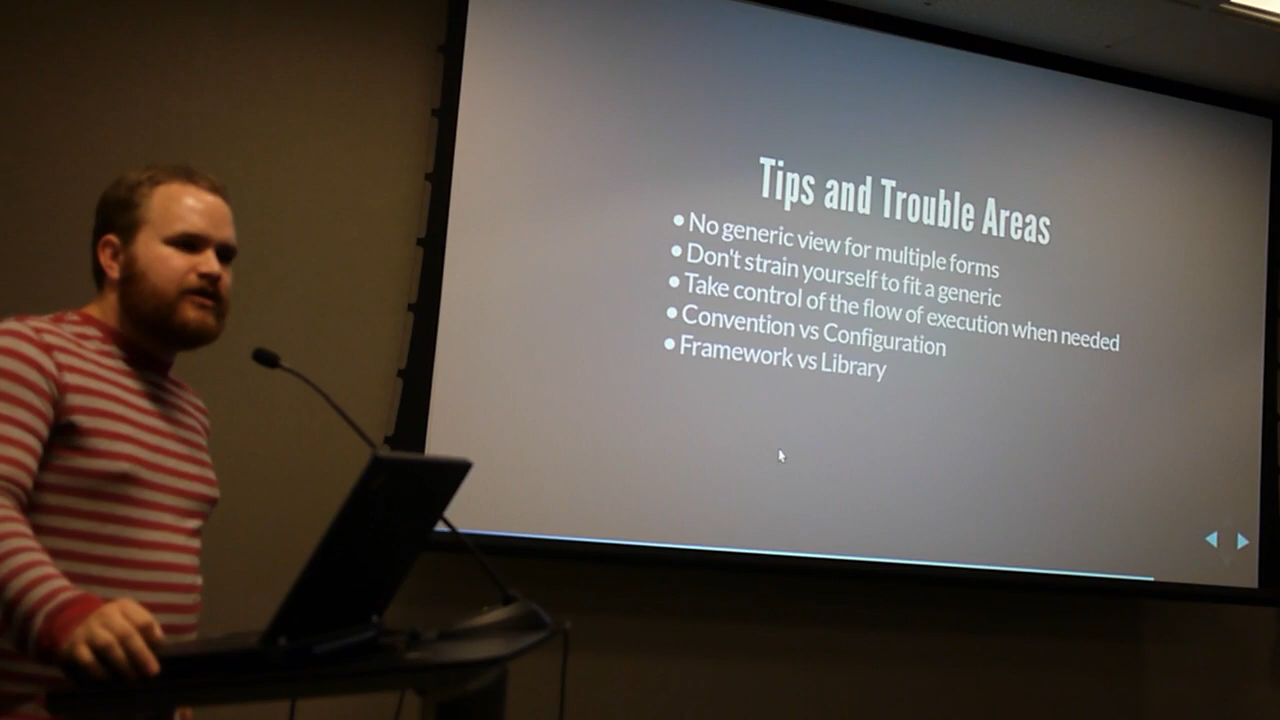 Tips and Trouble Areas
• No generic view for multiple forms
• Don't strain yourself to fit a generic
• Take control of the flow of execution when needed
• Convention vs Configuration
• Framework vs Library